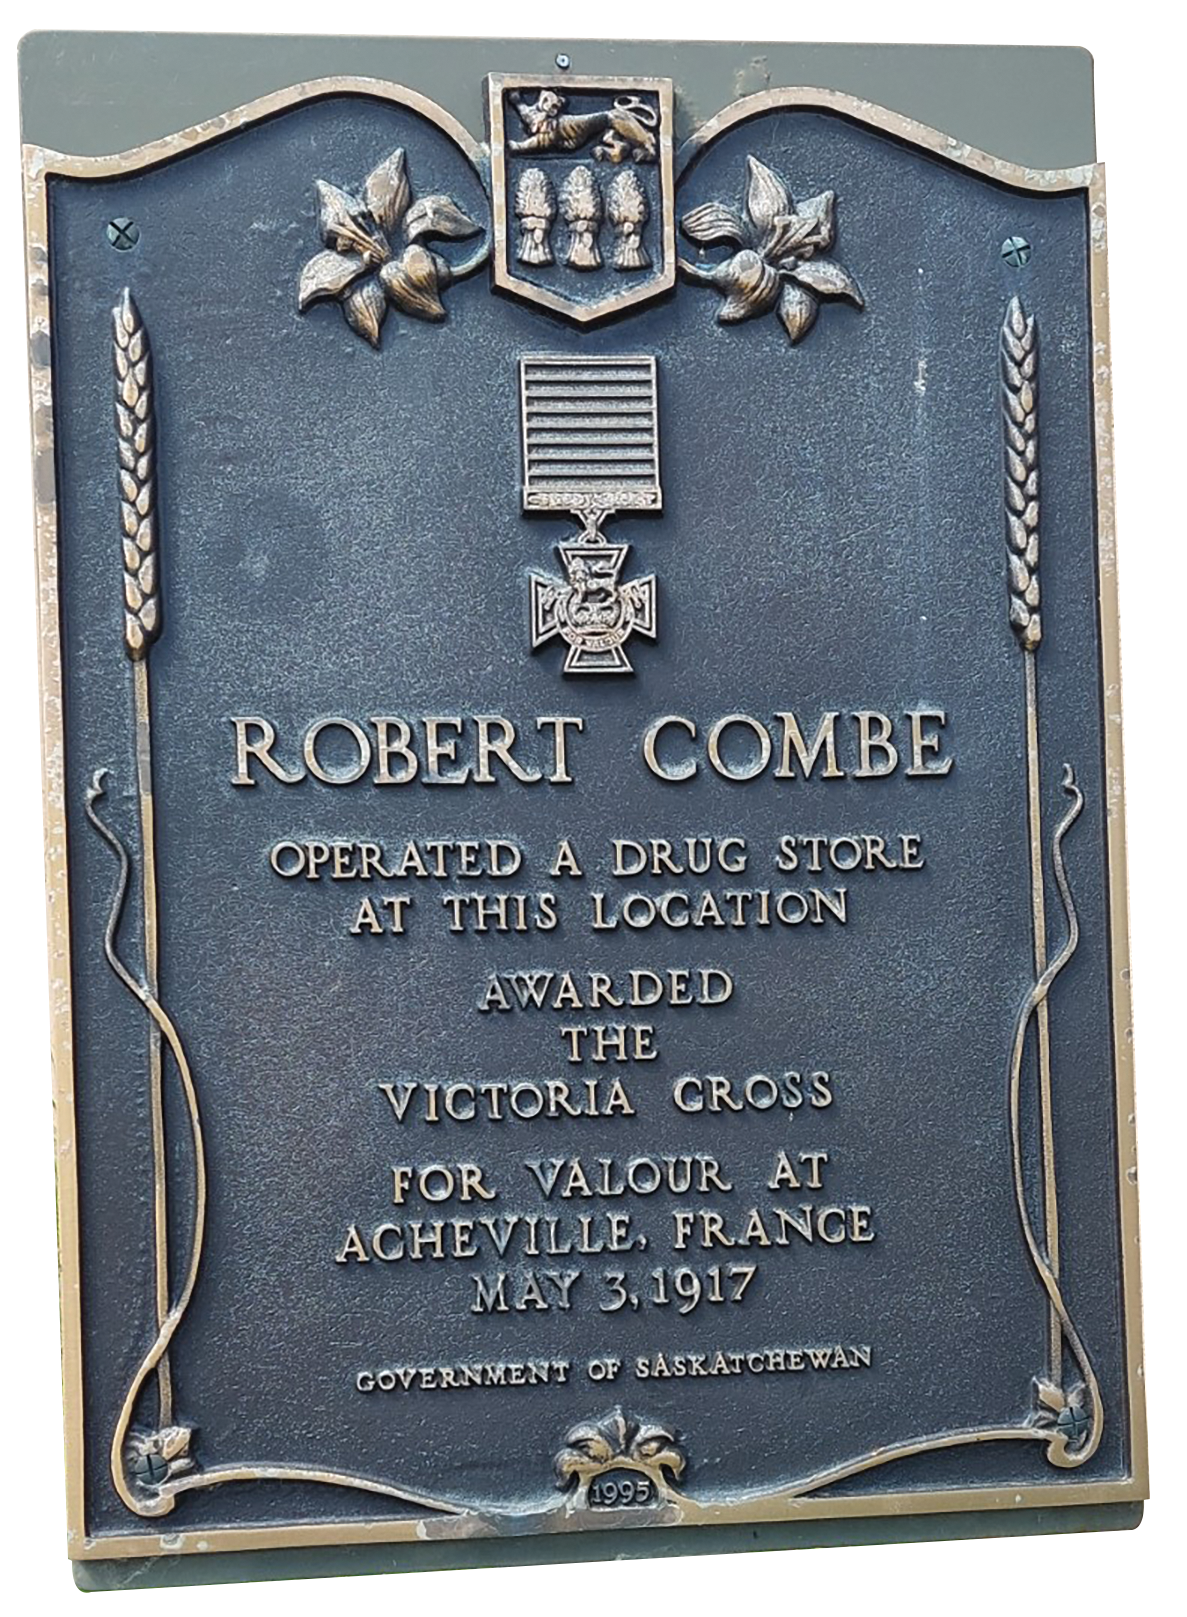 ROBERT COMBE
OPERATED A DRUG STORE
AT THIS LOCATION
AWARDED
THE
VICTORIA CROSS
FOR VALOUR AT
ACHEVILLE, FRANCE
MAY 3, 1917
GOVERNMENT OF SASKATCHEWAN
1995